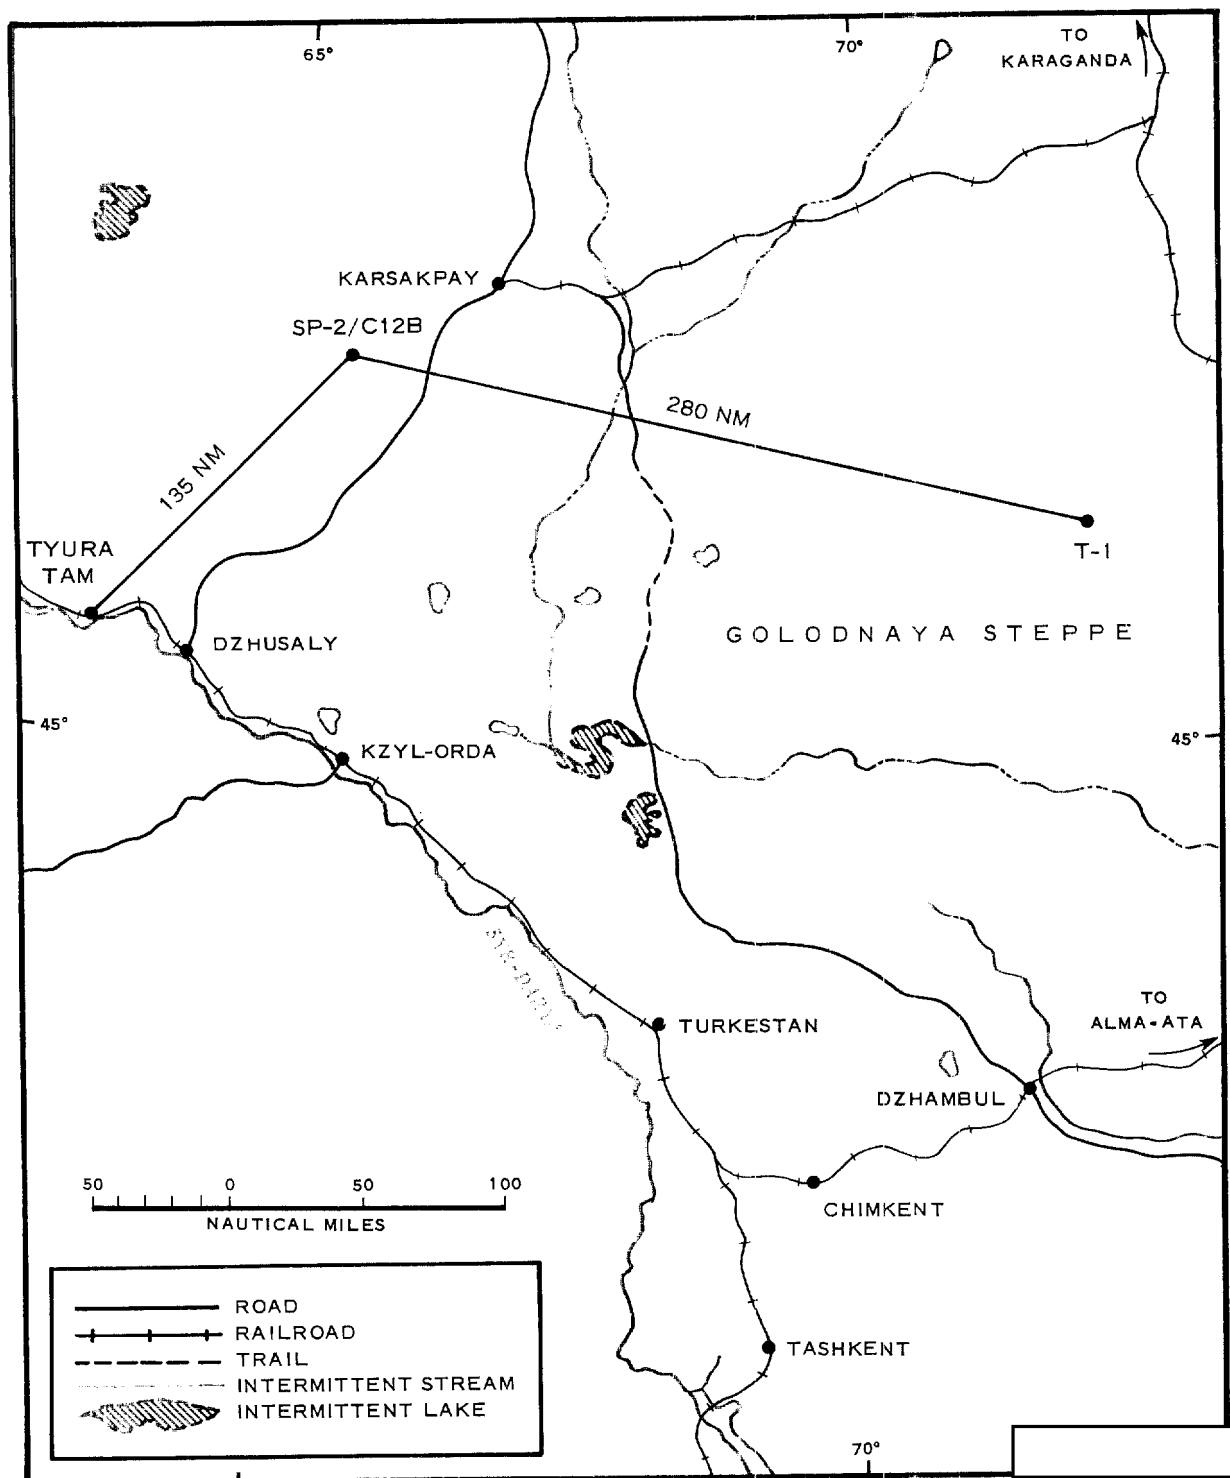 65°
70°
TO
KARAGANDA
KARSAKPAY
SP-2/C12B
280 NM
135 NM
TYURA
TAM
T-1
DZHUSALY
GOLODNAYA STEPPE
45°
45°
KZYL-ORDA
SYR-DARYA
TURKESTAN
TO
ALMA-ATA
DZHAMBUL
50 0 50 100
NAUTICAL MILES
CHIMKENT
ROAD
RAILROAD
TRAIL
INTERMITTENT STREAM
INTERMITTENT LAKE
TASHKENT
70°